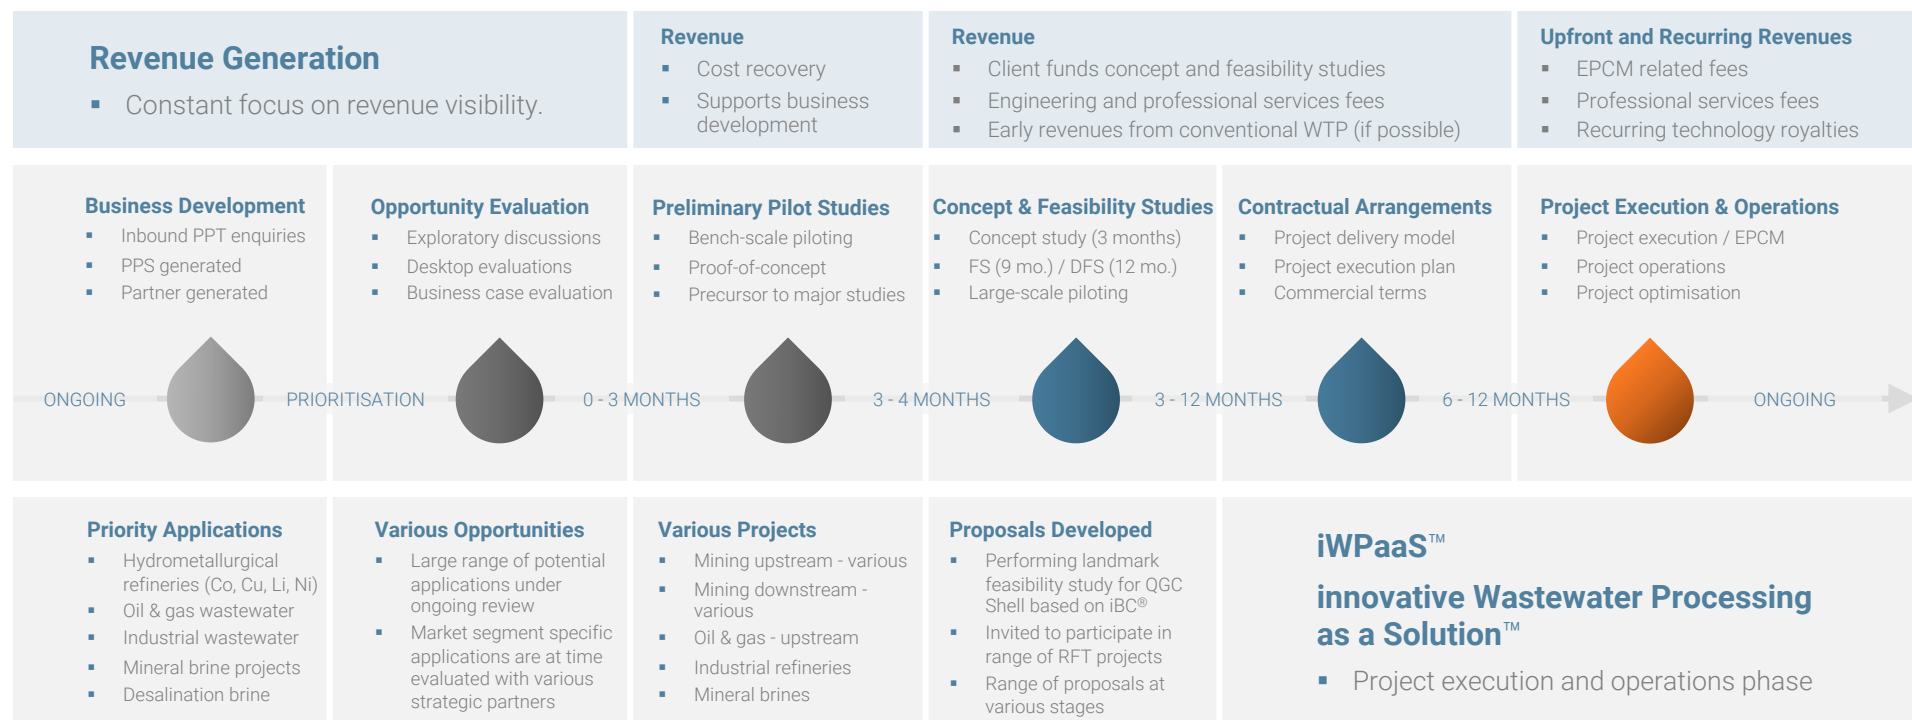 Revenue Generation
▪ Constant focus on revenue visibility.
Revenue
▪ Cost recovery
▪ Supports business
development
Revenue
▪ Client funds concept and feasibility studies
▪ Engineering and professional services fees
▪ Early revenues from conventional WTP (if possible)
Upfront and Recurring Revenues
▪ EPCM related fees
▪ Professional services fees
▪ Recurring technology royalties
Business Development
▪ Inbound PPT enquiries
▪ PPS generated
▪ Partner generated
Opportunity Evaluation
▪ Exploratory discussions
▪ Desktop evaluations
▪ Business case evaluation
Preliminary Pilot Studies
▪ Bench-scale piloting
▪ Proof-of-concept
▪ Precursor to major studies
Concept & Feasibility Studies
▪ Concept study (3 months)
▪ FS (9 mo.) / DFS (12 mo.)
▪ Large-scale piloting
Contractual Arrangements
▪ Project delivery model
▪ Project execution plan
▪ Commercial terms
Project Execution & Operations
▪ Project execution / EPCM
▪ Project operations
▪ Project optimisation
ONGOING
PRIORITISATION
0 - 3 MONTHS
3 - 4 MONTHS
3 - 12 MONTHS
6 - 12 MONTHS
ONGOING
Priority Applications
▪ Hydrometallurgical
refineries (Co, Cu, Li, Ni)
▪ Oil & gas wastewater
▪ Industrial wastewater
▪ Mineral brine projects
▪ Desalination brine
Various Opportunities
▪ Large range of potential
applications under
ongoing review
▪ Market segment specific
applications are at time
evaluated with various
strategic partners
Various Projects
▪ Mining upstream - various
▪ Mining downstream -
various
▪ Oil & gas - upstream
▪ Industrial refineries
▪ Mineral brines
Proposals Developed
▪ Performing landmark
feasibility study for QGC
Shell based on iBC®
▪ Invited to participate in
range of RFT projects
▪ Range of proposals at
various stages
iWPaaS™
innovative Wastewater Processing
as a Solution™
▪ Project execution and operations phase